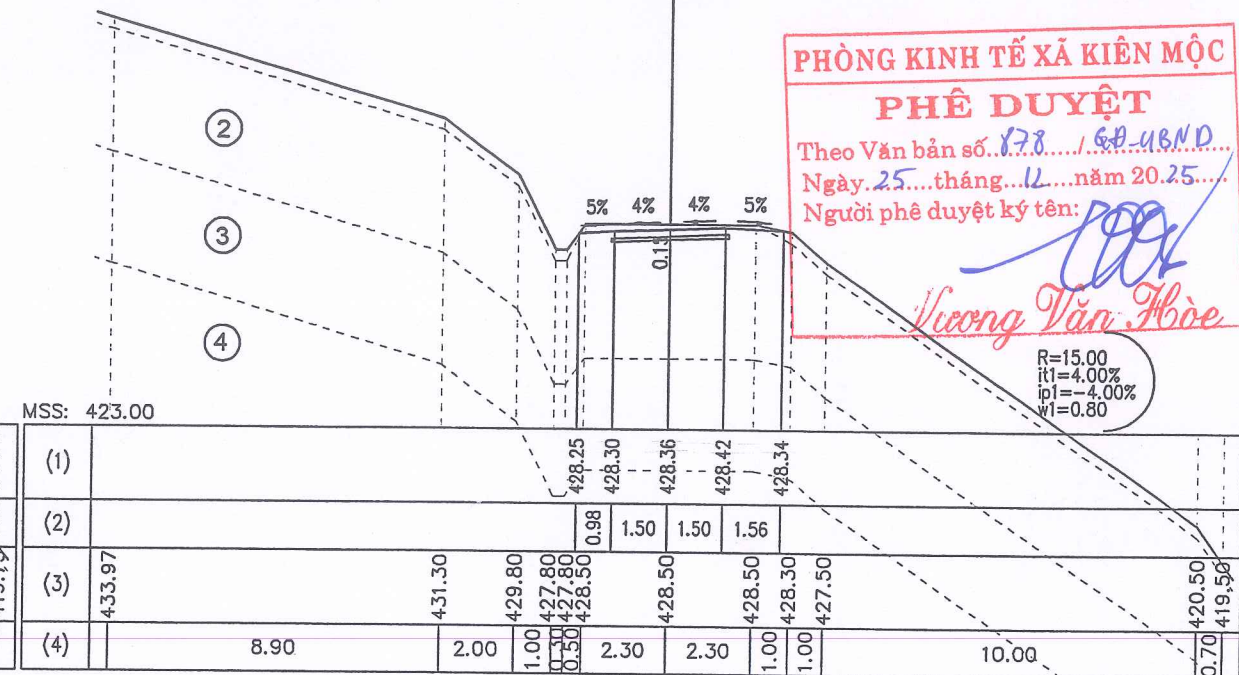 PHÒNG KINH TẾ XÃ KIÊN MỘC
PHÊ DUYỆT
Theo Văn bản số 878 / QĐ-UBND
Ngày 25 tháng 12 năm 2025
Người phê duyệt ký tên:
Vương Văn Hòe
2
3
4
5% 4% 4% 5%
0.15
R=15.00
it1=4.00%
ip1=-4.00%
w1=0.80
MSS: 423.00
(1) 428.25 428.30 428.36 428.42 428.34
(2) 0.98 1.50 1.50 1.56
(3) 433.97 431.30 429.80 427.80 427.80 428.50 428.50 428.50 428.30 427.50 420.50 419.50
(4) 8.90 2.00 1.00 0.30 0.50 2.30 2.30 1.00 1.00 10.00 0.70